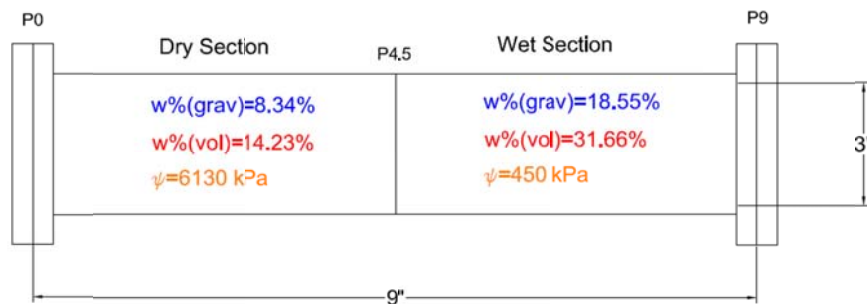 P0
P9
Dry Section
P4.5
Wet Section
w%(grav)=8.34%
w%(vol)=14.23%
ψ=6130 kPa
w%(grav)=18.55%
w%(vol)=31.66%
ψ=450 kPa
3"
9"